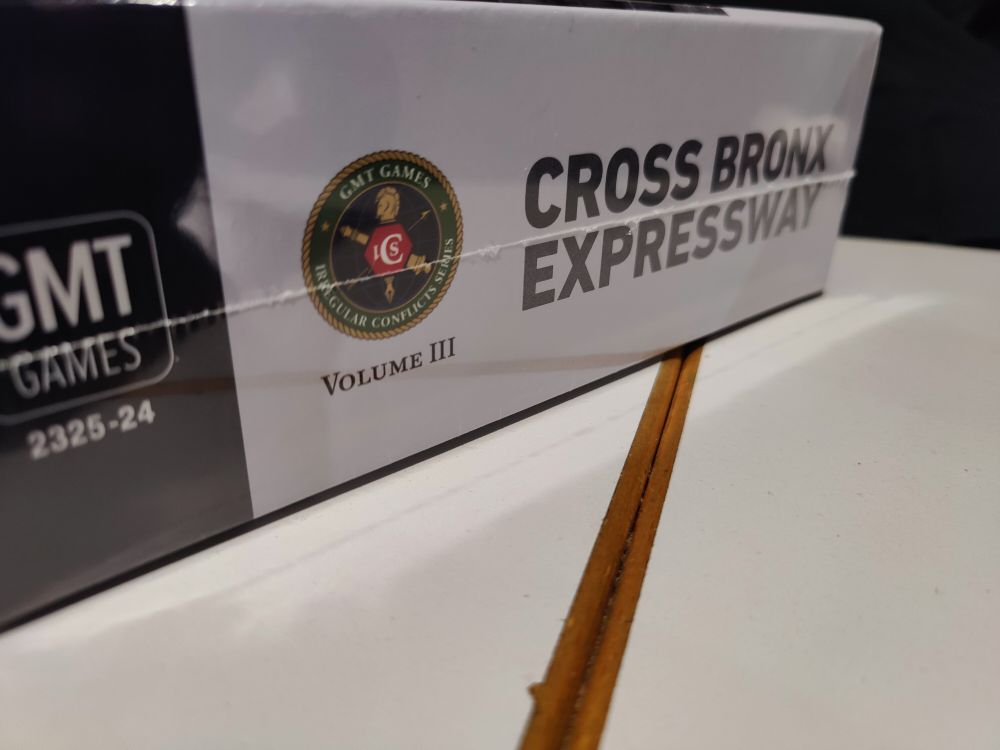 GMT
GAMES
2325-24
GMT GAMES
ICS
IRREGULAR CONFLICTS SERIES
VOLUME III
CROSS BRONX
EXPRESSWAY